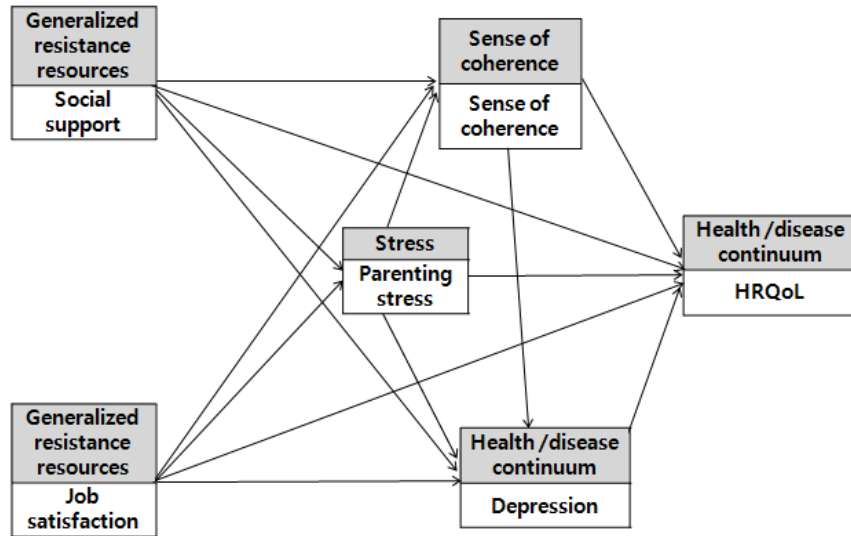 Generalized
resistance
resources
Social
support
Sense of
coherence
Sense of
coherence
Stress
Parenting
stress
Health /disease
continuum
HRQoL
Generalized
resistance
resources
Job
satisfaction
Health /disease
continuum
Depression